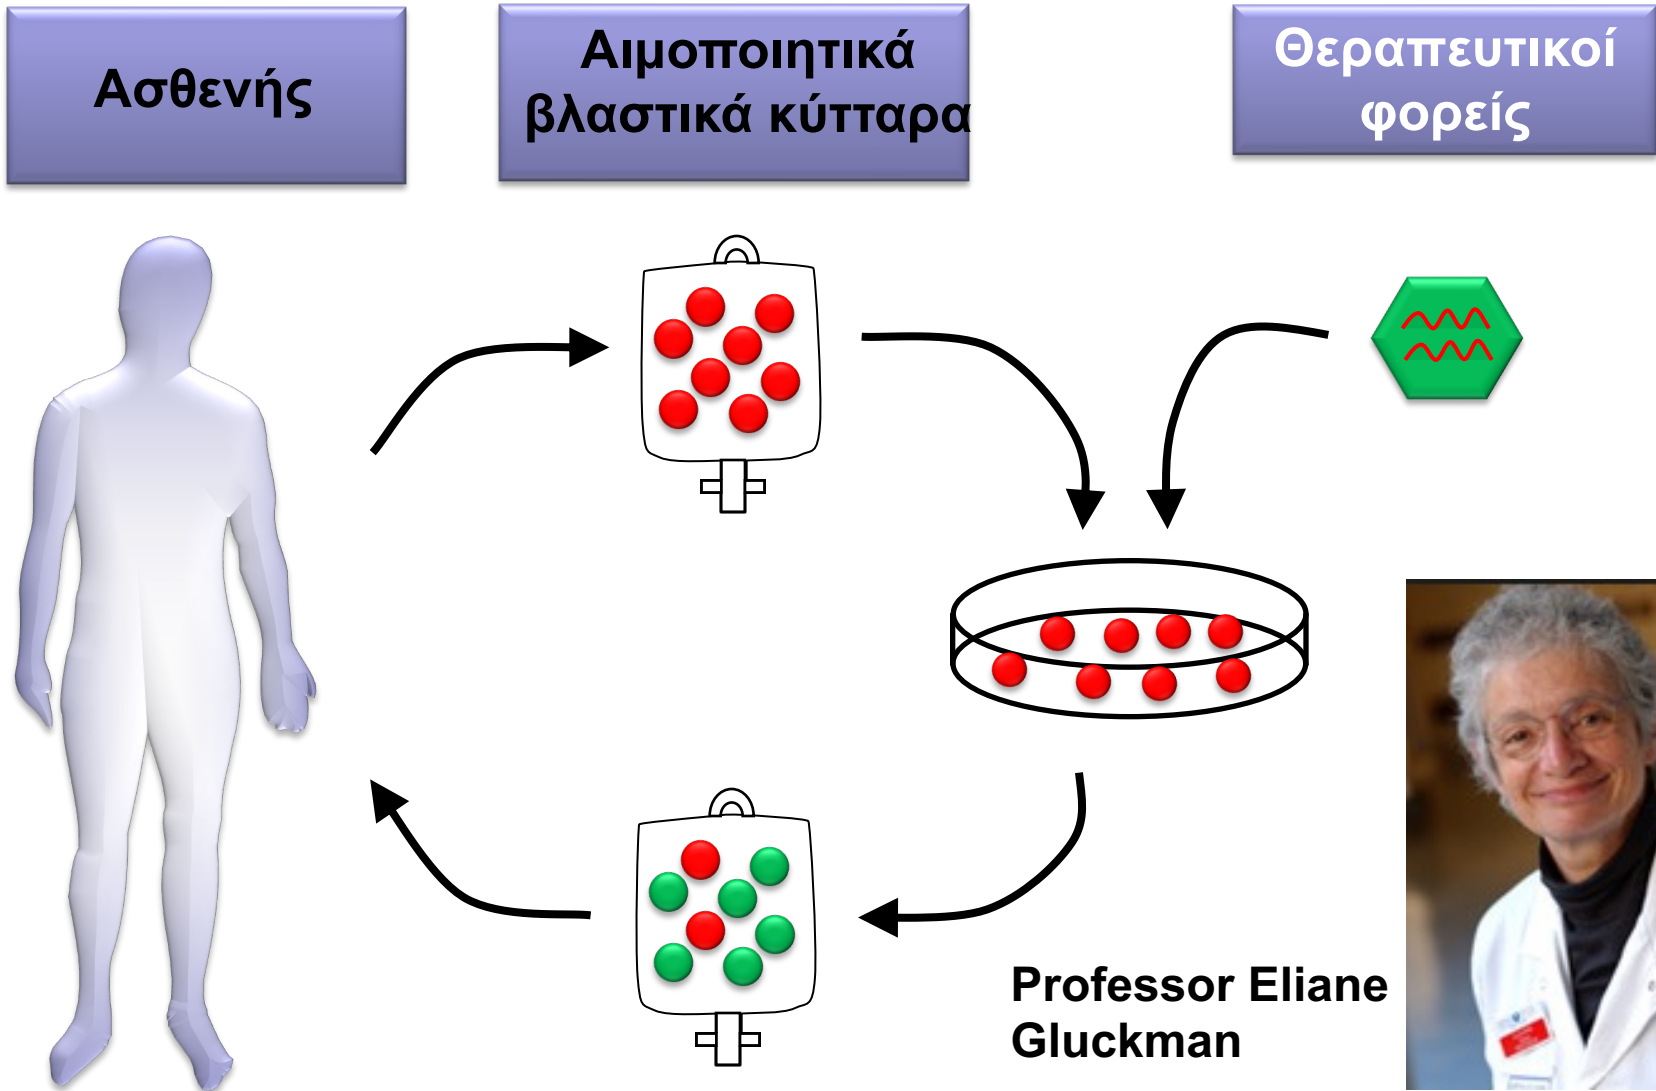 Ασθενής
Αιμοποιητικά
βλαστικά κύτταρα
Θεραπευτικοί
φορείς
Professor Eliane
Gluckman